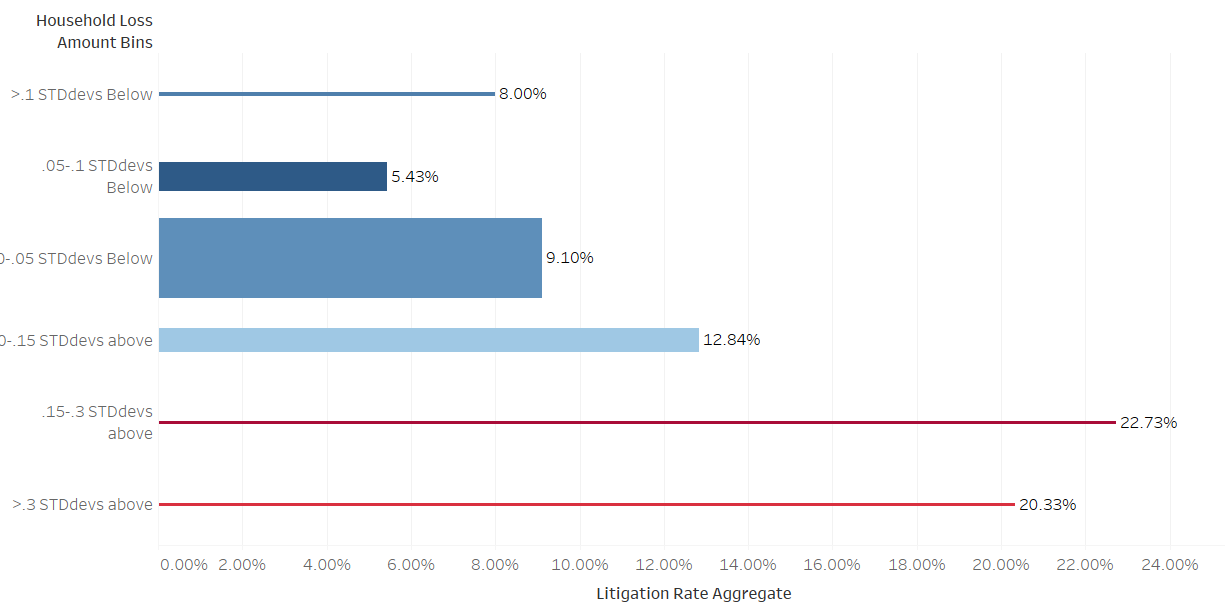 Household Loss
Amount Bins
>.1 STDdevs Below
8.00%
.05-.1 STDdevs
Below
5.43%
0-.05 STDdevs Below
9.10%
0-.15 STDdevs above
12.84%
.15-.3 STDdevs
above
22.73%
>.3 STDdevs above
20.33%
0.00% 2.00% 4.00% 6.00% 8.00% 10.00% 12.00% 14.00% 16.00% 18.00% 20.00% 22.00% 24.00%
Litigation Rate Aggregate